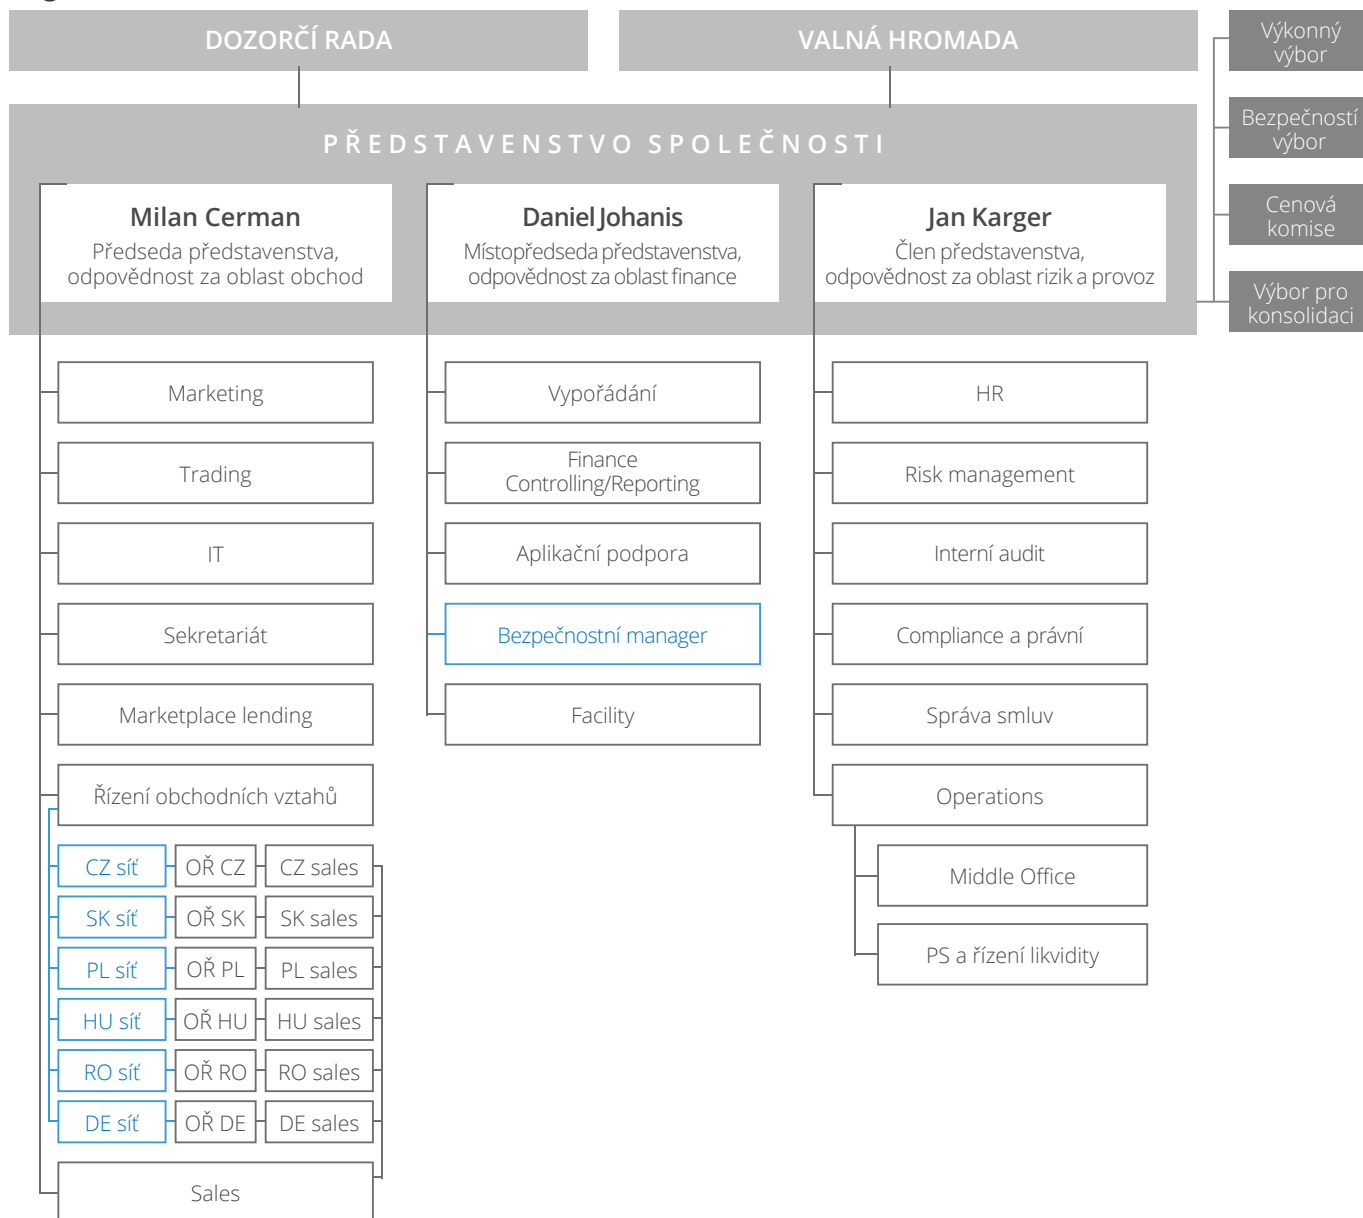 DOZORČÍ RADA
VALNÁ HROMADA
Výkonný
výbor
Bezpečností
výbor
Cenová
komise
Výbor pro
konsolidaci
PŘEDSTAVENSTVO SPOLEČNOSTI
Milan Cerman
Předseda představenstva,
odpovědnost za oblast obchod
Daniel Johanis
Místopředseda představenstva,
odpovědnost za oblast finance
Jan Karger
Člen představenstva,
odpovědnost za oblast rizik a provoz
Marketing
Trading
IT
Sekretariát
Marketplace lending
Řízení obchodních vztahů
CZ síť
OŘ CZ
CZ sales
SK síť
OŘ SK
SK sales
PL síť
OŘ PL
PL sales
HU síť
OŘ HU
HU sales
RO síť
OŘ RO
RO sales
DE síť
OŘ DE
DE sales
Sales
Vypořádání
Finance
Controlling/Reporting
Aplikační podpora
Bezpečnostní manager
Facility
HR
Risk management
Interní audit
Compliance a právní
Správa smluv
Operations
Middle Office
PS a řízení likvidity